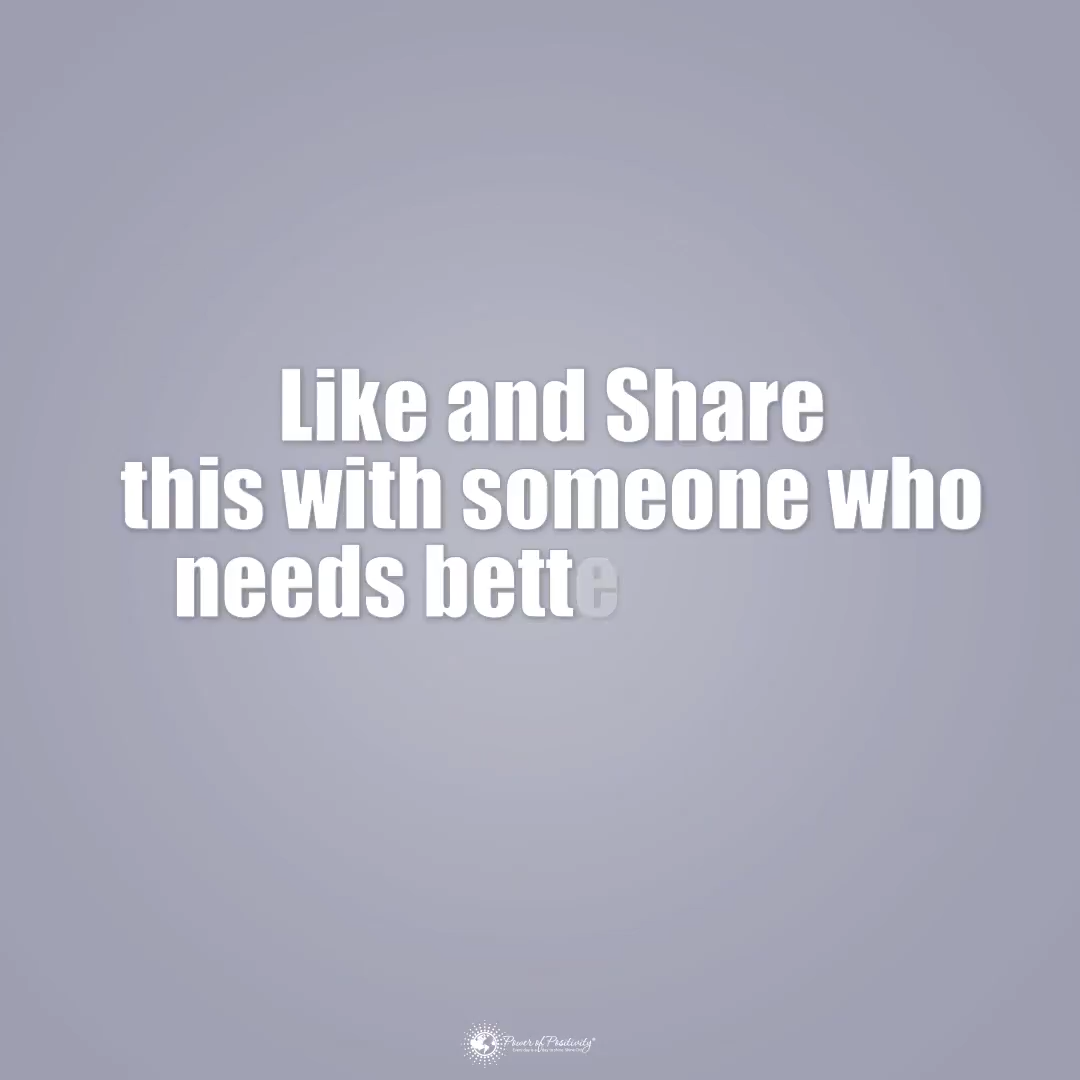 Like and Share
this with someone who
needs bette
Power of Positivity